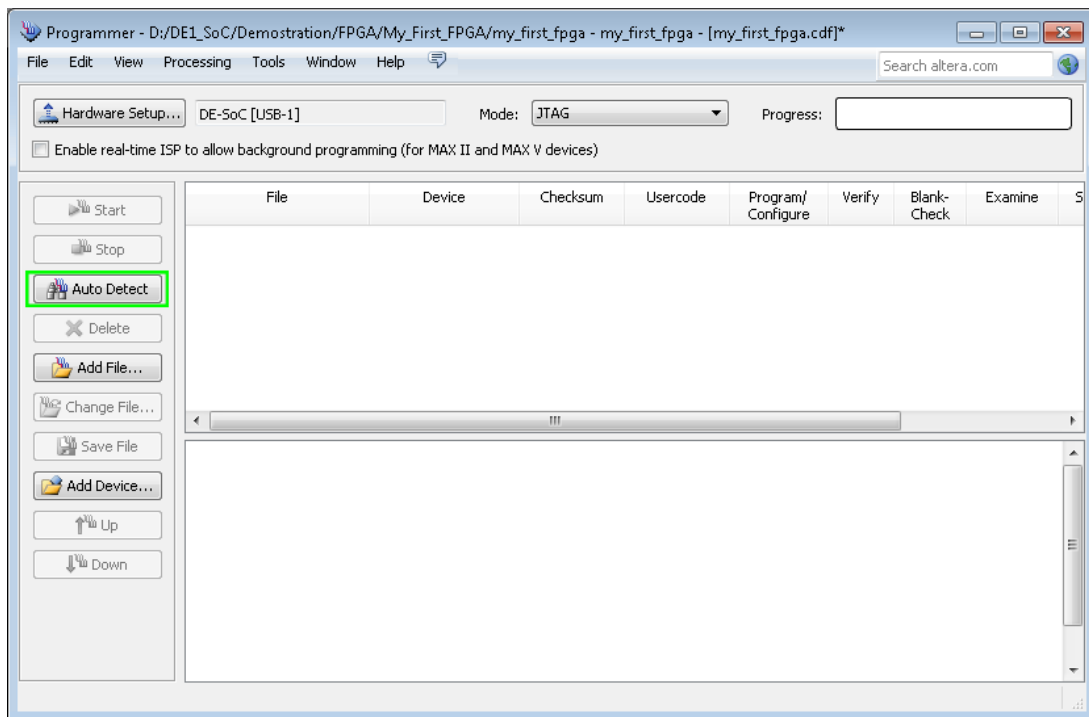 Programmer - D:/DE1_SoC/Demostration/FPGA/My_First_FPGA/my_first_fpga - my_first_fpga - [my_first_fpga.cdf]*
File Edit View Processing Tools Window Help
Search altera.com
Hardware Setup... DE-SoC [USB-1] Mode: JTAG Progress:
Enable real-time ISP to allow background programming (for MAX II and MAX V devices)
File Device Checksum Usercode Program/ Verify Blank- Examine S
Configure Check
Start
Stop
Auto Detect
Delete
Add File...
Change File...
Save File
Add Device...
Up
Down